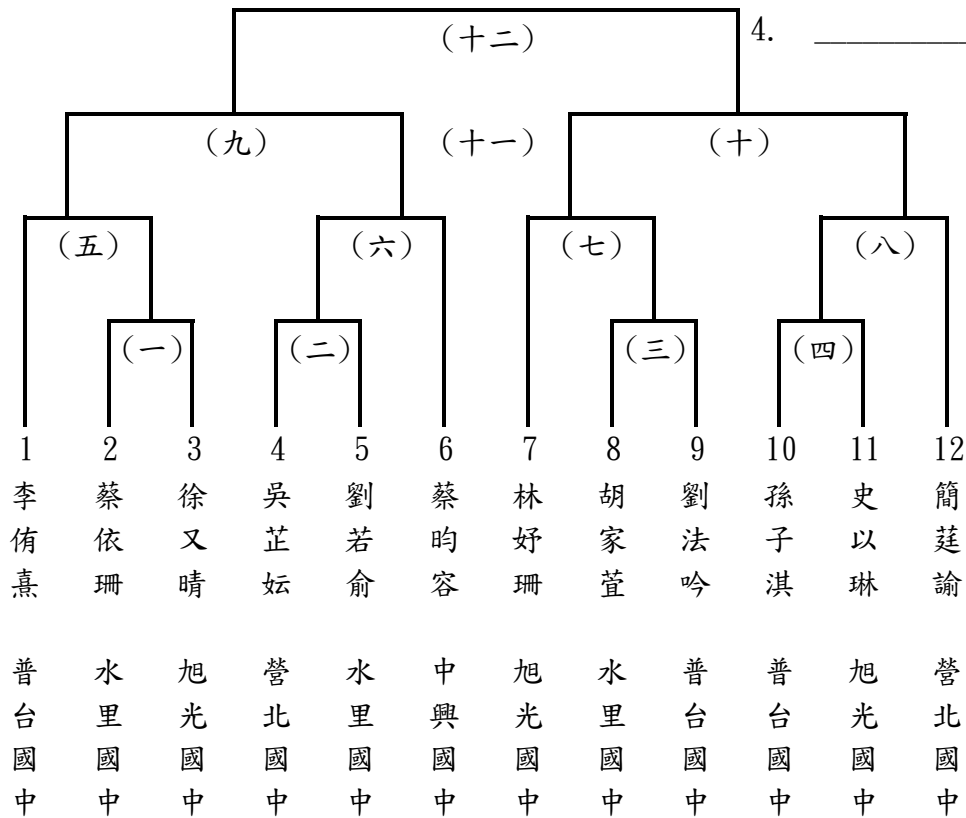 （十二） 4. ____________
（九） （十一） （十）
（五） （六） （七） （八）
（一） （二） （三） （四）
1 2 3 4 5 6 7 8 9 10 11 12
李侑熹 蔡依珊 徐又晴 吳芷妘 劉若俞 蔡昀容 林妤珊 胡家萱 劉法吟 孫子淇 史以琳 簡莛諭
普台國中 水里國中 旭光國中 營北國中 水里國中 中興國中 旭光國中 水里國中 普台國中 普台國中 旭光國中 營北國中